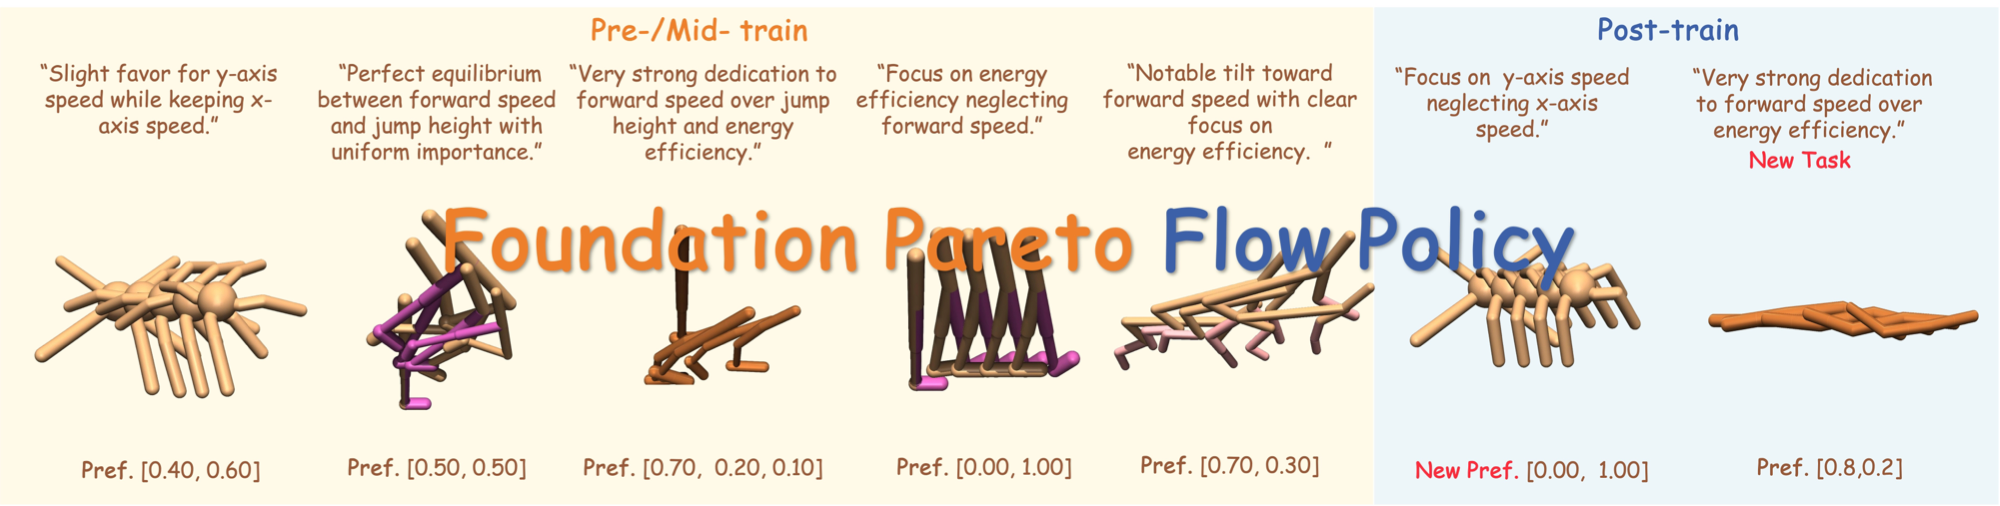 Pre-/Mid- train
Post-train
“Slight favor for y-axis
speed while keeping x-
axis speed.”
“Perfect equilibrium
between forward speed
and jump height with
uniform importance.”
“Very strong dedication to
forward speed over jump
height and energy
efficiency.”
“Focus on energy
efficiency neglecting
forward speed.”
“Notable tilt toward
forward speed with clear
focus on
energy efficiency. ”
“Focus on y-axis speed
neglecting x-axis
speed.”
“Very strong dedication
to forward speed over
energy efficiency.”
New Task
Foundation Pareto Flow Policy
Pref. [0.40, 0.60]
Pref. [0.50, 0.50]
Pref. [0.70, 0.20, 0.10]
Pref. [0.00, 1.00]
Pref. [0.70, 0.30]
New Pref. [0.00, 1.00]
Pref. [0.8,0.2]